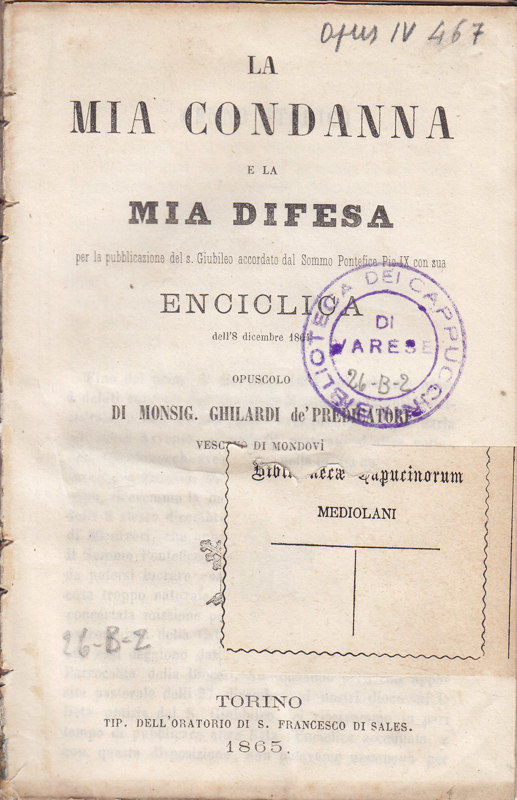 Opus IV 467
LA
MIA CONDANNA
E LA
MIA DIFESA
per la pubblicazione del s. Giubileo accordato dal Sommo Pontefice Pio IX con sua
ENCICLICA
dell'8 dicembre 186
OPUSCOLO
DI MONSIG. GHILARDI de' PREDICATORI
VESCOVO DI MONDOVÌ
BIBLIOTECA DEI CAPPUCCINI
DI
VARESE
26-B-2
Bibliothecæ Capucinorum
MEDIOLANI
26-B-2
TORINO
TIP. DELL'ORATORIO DI S. FRANCESCO DI SALES.
1865.